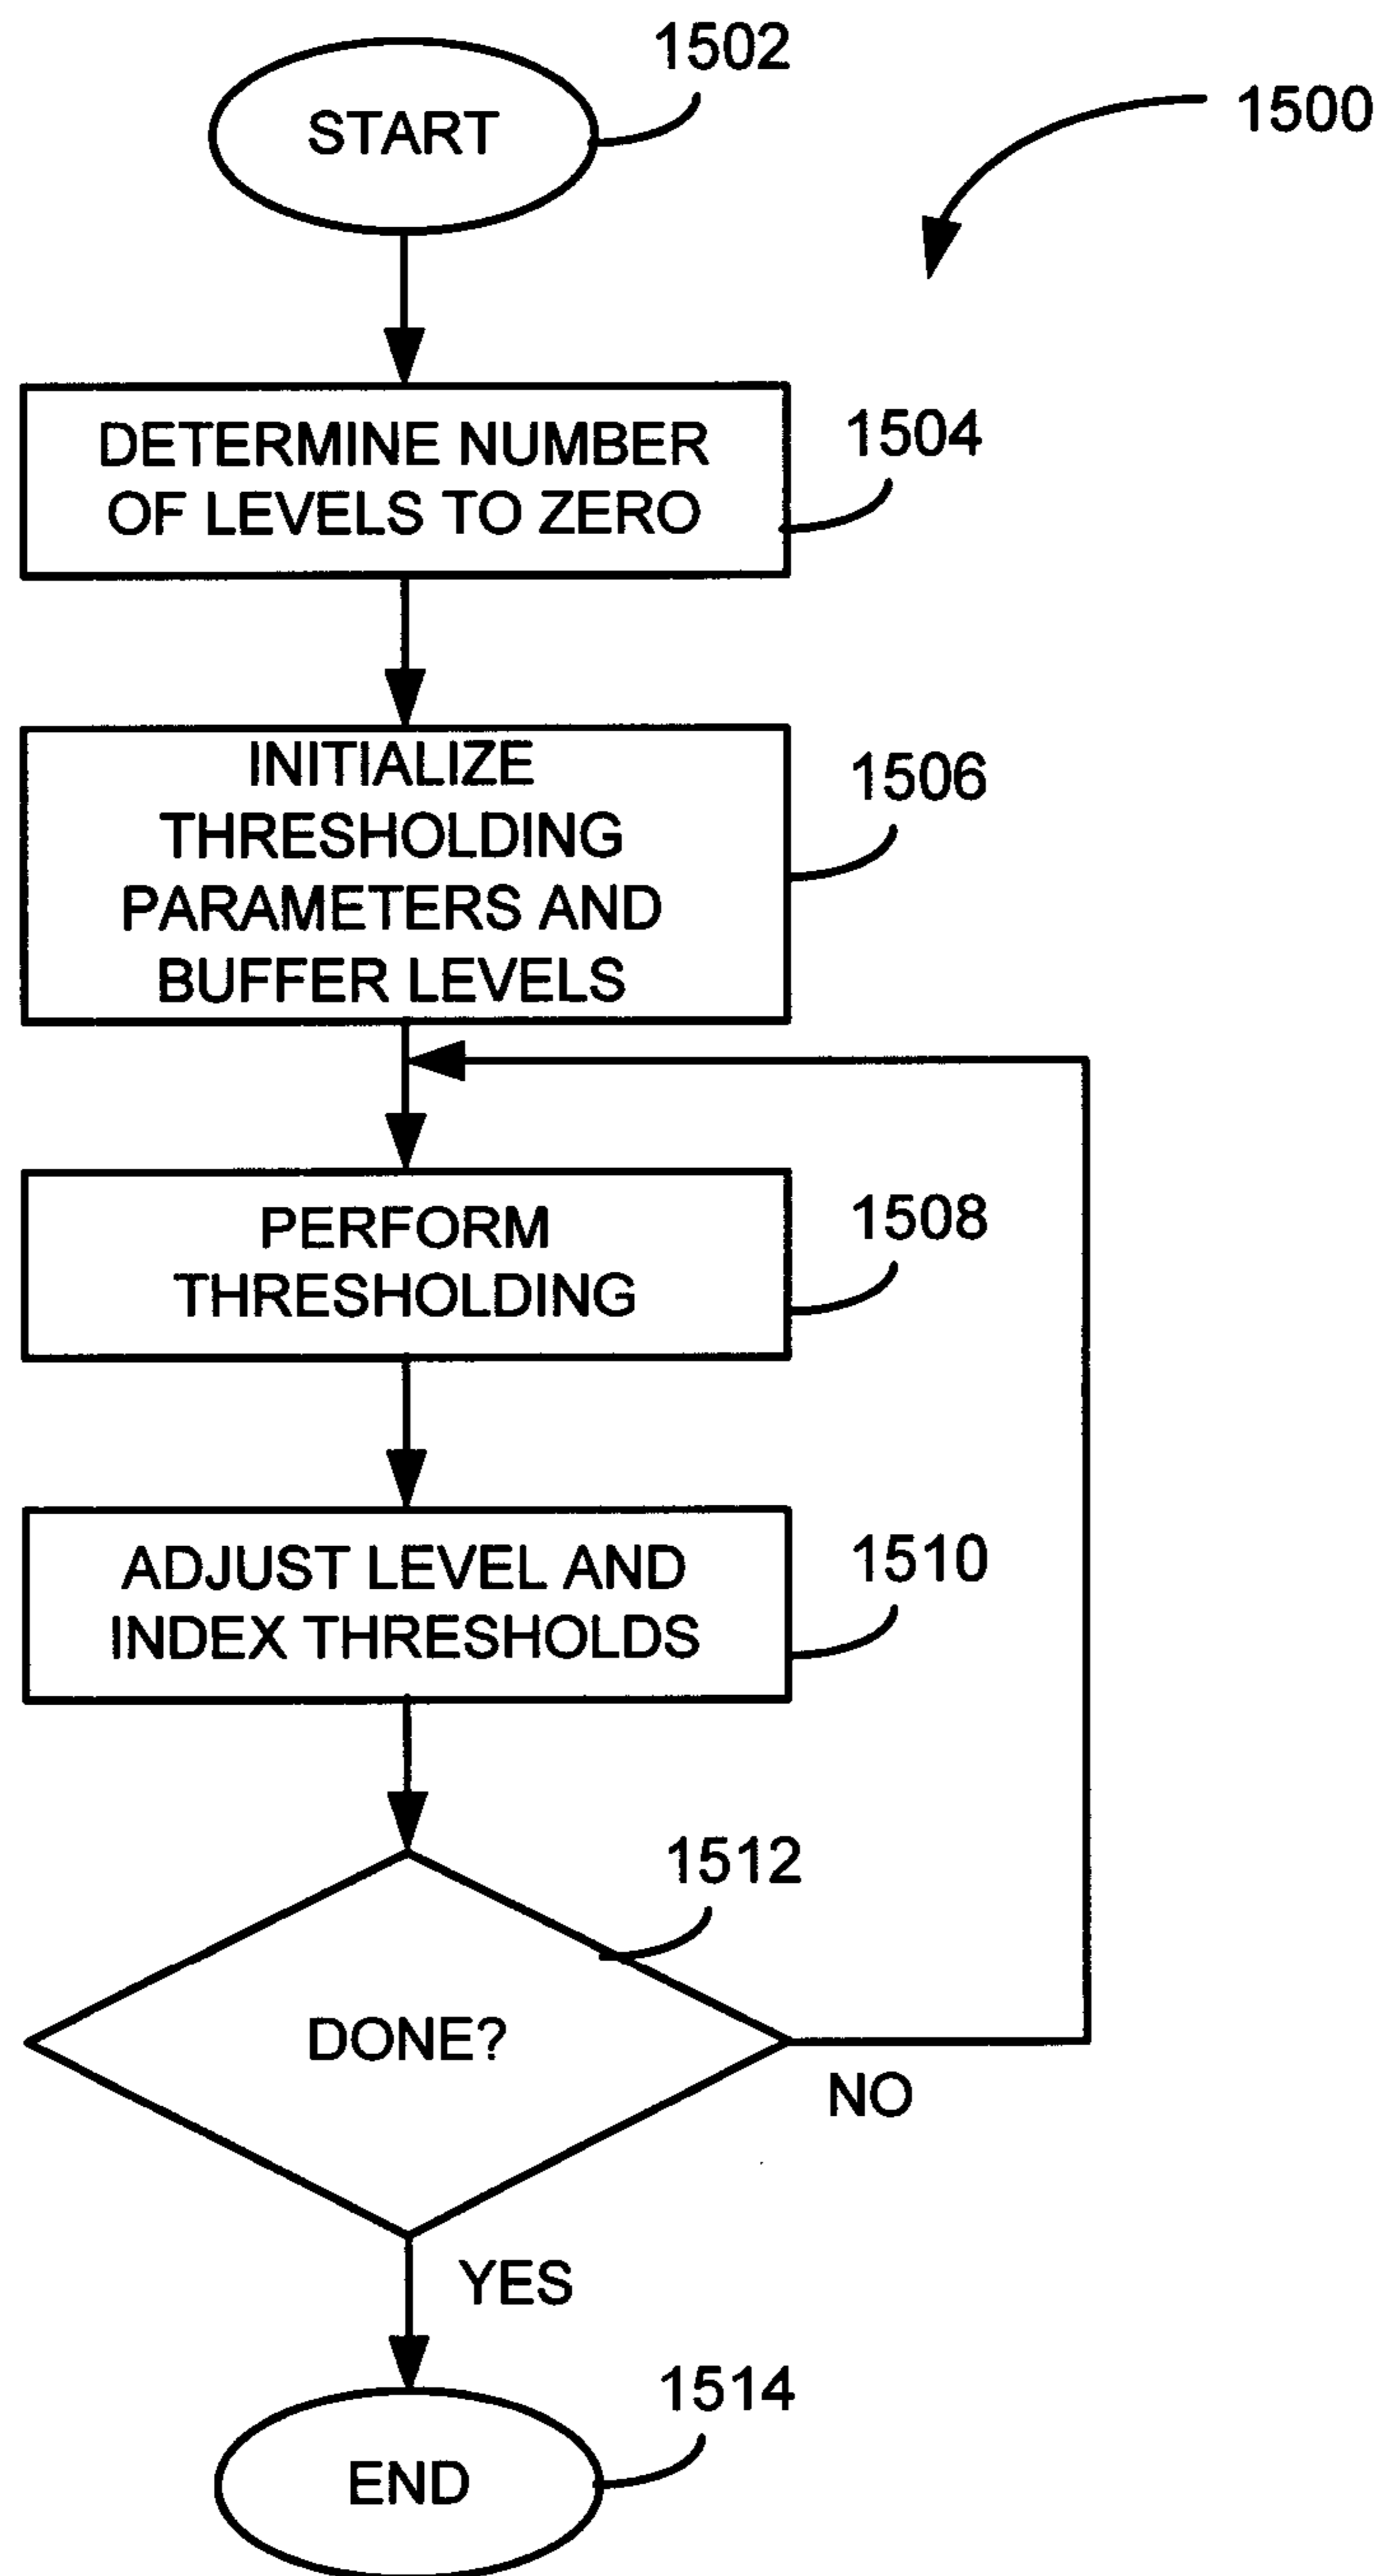 1502
START
1500
DETERMINE NUMBER
OF LEVELS TO ZERO
1504
INITIALIZE
THRESHOLDING
PARAMETERS AND
BUFFER LEVELS
1506
PERFORM
THRESHOLDING
1508
ADJUST LEVEL AND
INDEX THRESHOLDS
1510
1512
DONE?
NO
YES
1514
END